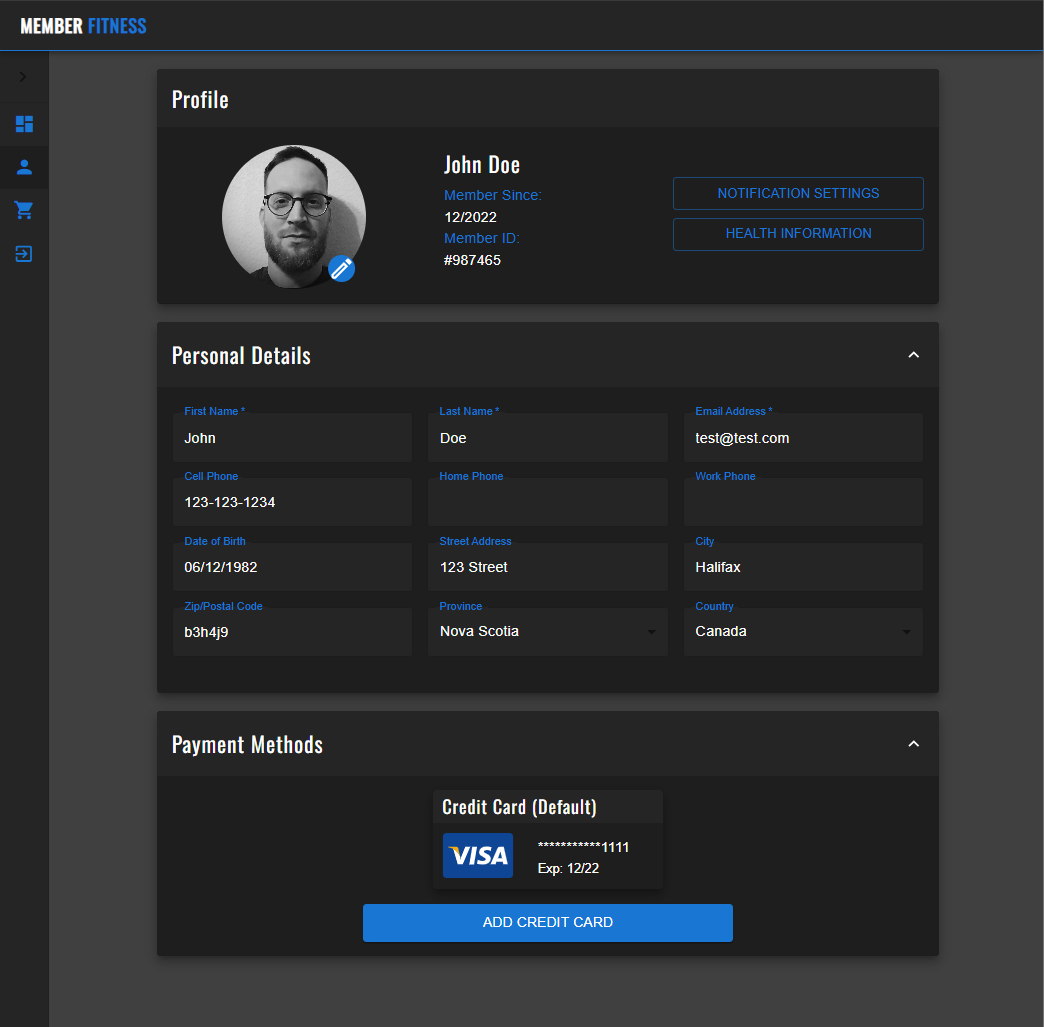 MEMBER FITNESS
Profile
John Doe
Member Since:
12/2022
Member ID:
#987465
NOTIFICATION SETTINGS
HEALTH INFORMATION
Personal Details
First Name *
John
Last Name *
Doe
Email Address *
test@test.com
Cell Phone
123-123-1234
Home Phone
Work Phone
Date of Birth
06/12/1982
Street Address
123 Street
City
Halifax
Zip/Postal Code
b3h4j9
Province
Nova Scotia
Country
Canada
Payment Methods
Credit Card (Default)
VISA
***********1111
Exp: 12/22
ADD CREDIT CARD